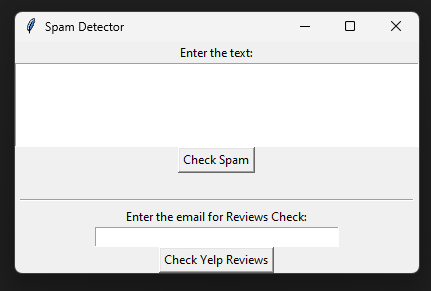 Spam Detector
Enter the text:
Check Spam
Enter the email for Reviews Check:
Check Yelp Reviews